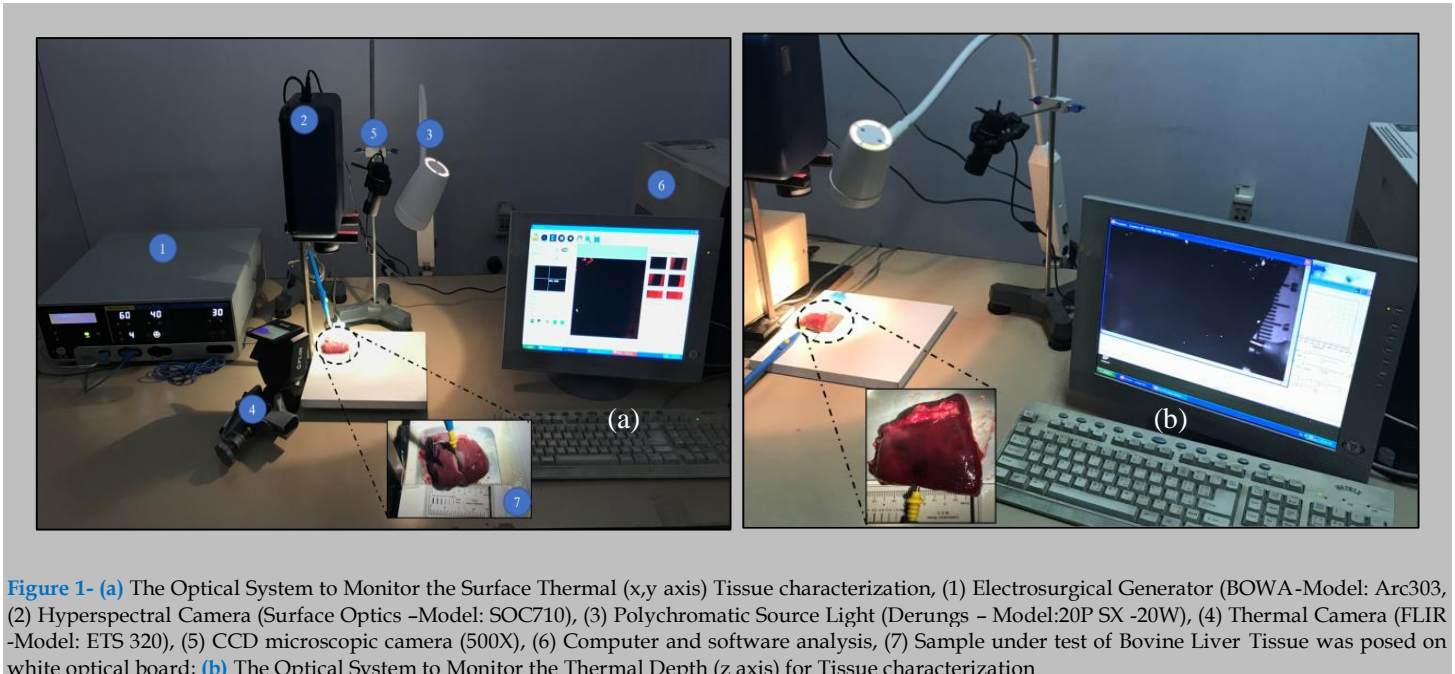 2
5
3
6
1
60 40 30
4
FLIR
4
(a)
7
(b)
Figure 1- (a) The Optical System to Monitor the Surface Thermal (x,y axis) Tissue characterization, (1) Electrosurgical Generator (BOWA-Model: Arc303,
(2) Hyperspectral Camera (Surface Optics –Model: SOC710), (3) Polychromatic Source Light (Derungs – Model:20P SX -20W), (4) Thermal Camera (FLIR
-Model: ETS 320), (5) CCD microscopic camera (500X), (6) Computer and software analysis, (7) Sample under test of Bovine Liver Tissue was posed on
white optical board; (b) The Optical System to Monitor the Thermal Depth (z axis) for Tissue characterization